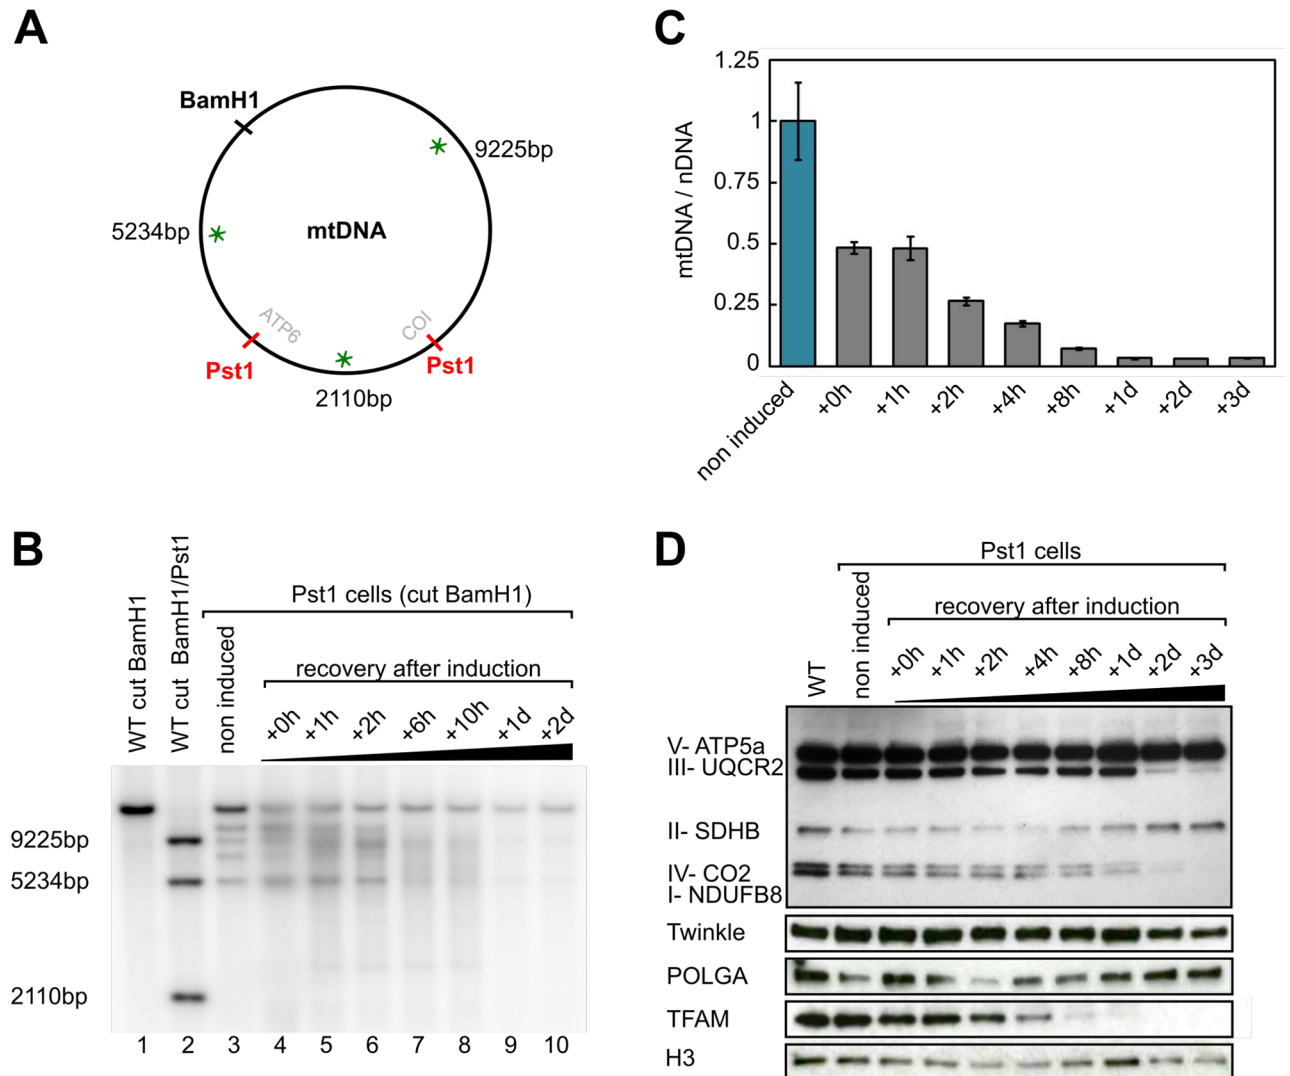 A
BamH1
9225bp
5234bp
mtDNA
ATP6
COI
Pst1
Pst1
2110bp
C
mtDNA / nDNA
1.25
1
0.75
0.5
0.25
0
non induced
+0h
+1h
+2h
+4h
+8h
+1d
+2d
+3d
B
WT cut BamH1
WT cut BamH1/Pst1
Pst1 cells (cut BamH1)
non induced
recovery after induction
+0h
+1h
+2h
+6h
+10h
+1d
+2d
9225bp
5234bp
2110bp
1 2 3 4 5 6 7 8 9 10
D
Pst1 cells
WT
non induced
recovery after induction
+0h
+1h
+2h
+4h
+8h
+1d
+2d
+3d
V- ATP5a
III- UQCR2
II- SDHB
IV- CO2
I- NDUFB8
Twinkle
POLGA
TFAM
H3